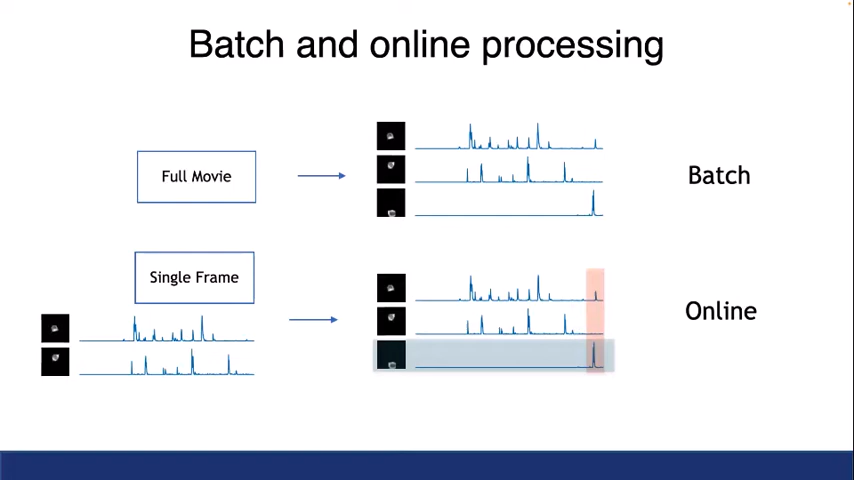 Batch and online processing
Full Movie
Batch
Single Frame
Online